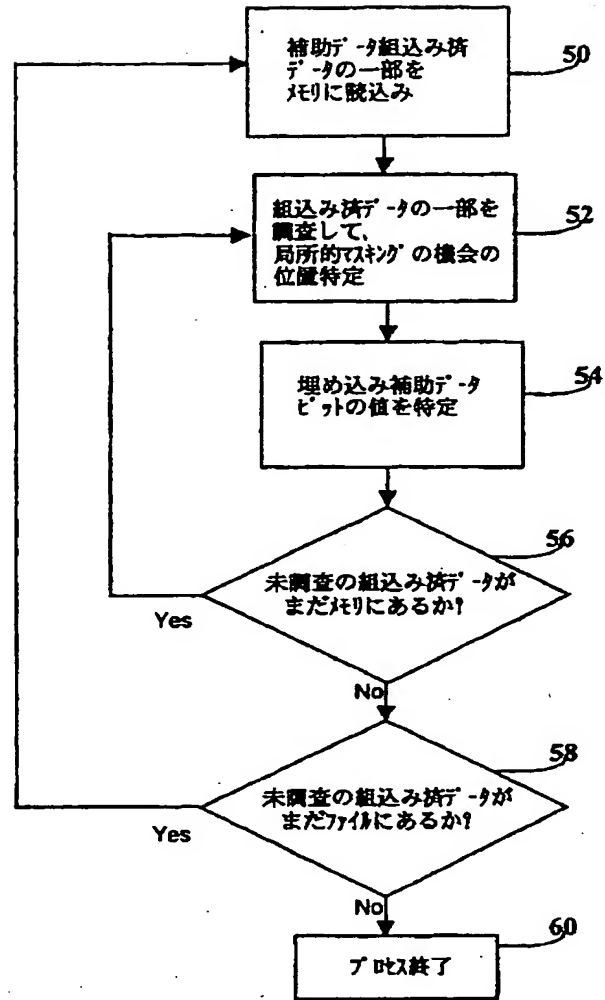 補助データ組込み済
データの一部を
メモリに読込み
50
組込み済データの一部を
調査して、
局所的マスキングの機会の
位置特定
52
埋め込み補助データ
ビットの値を特定
54
56
未調査の組込み済データが
まだメモリにあるか?
Yes
No
58
未調査の組込み済データが
まだファイルにあるか?
Yes
No
60
プロセス終了